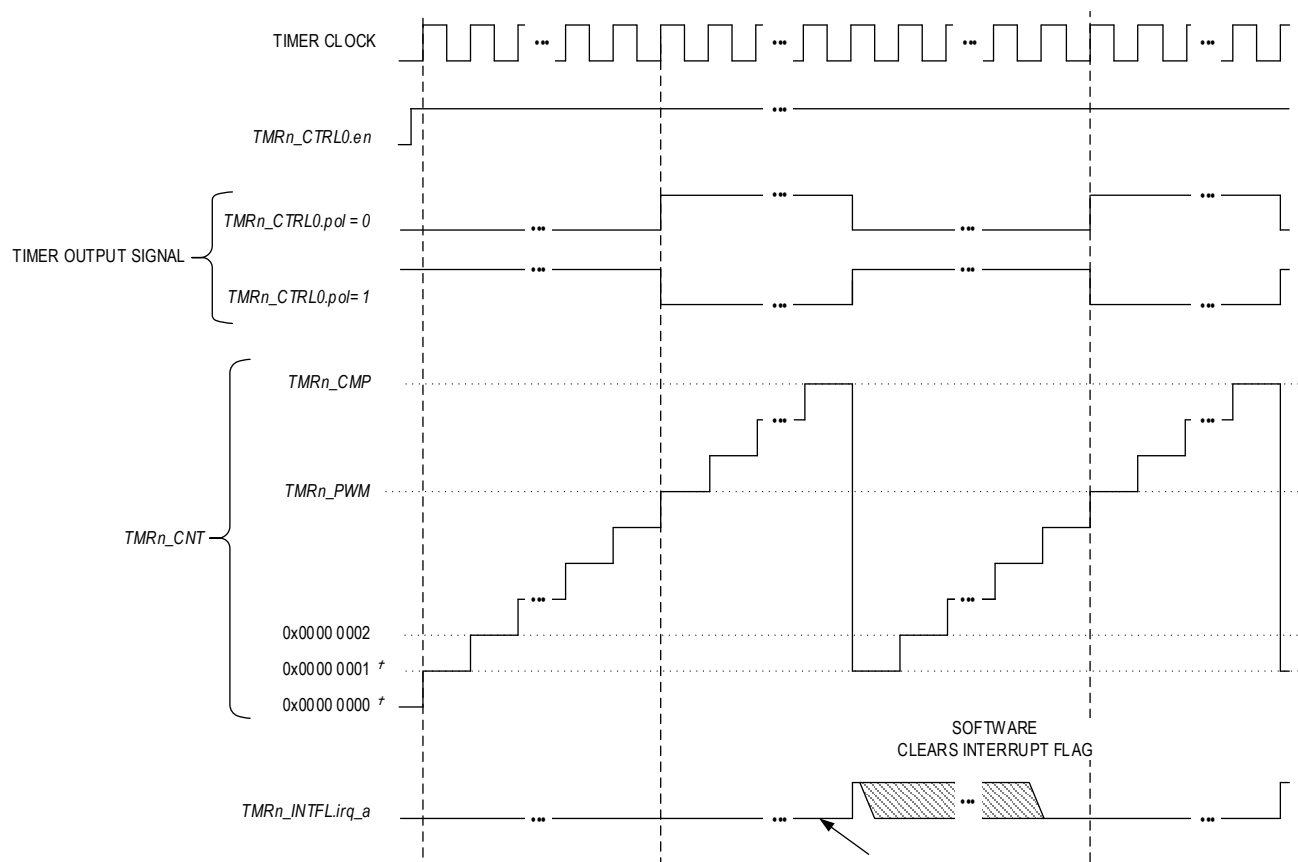 TIMER CLOCK
TMRn_CTRL0.en
TMRn_CTRL0.pol = 0
TIMER OUTPUT SIGNAL
TMRn_CTRL0.pol= 1
TMRn_CMP
TMRn_PWM
TMRn_CNT
0x0000 0002
0x0000 0001 †
0x0000 0000 †
SOFTWARE
CLEARS INTERRUPT FLAG
TMRn_INTFL.irq_a